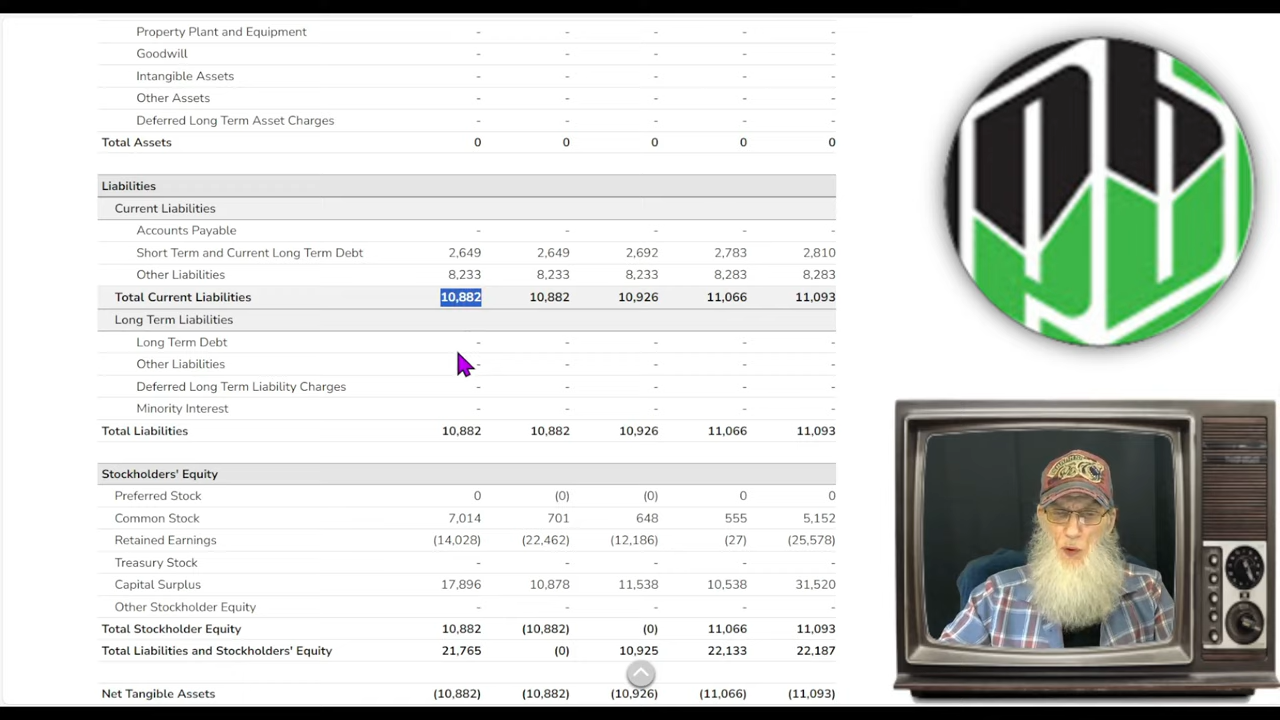 Property Plant and Equipment - - - - -
Goodwill - - - - -
Intangible Assets - - - - -
Other Assets - - - - -
Deferred Long Term Asset Charges - - - - -
Total Assets 0 0 0 0 0
Liabilities
Current Liabilities
Accounts Payable - - - - -
Short Term and Current Long Term Debt 2,649 2,649 2,692 2,783 2,810
Other Liabilities 8,233 8,233 8,233 8,283 8,283
Total Current Liabilities 10,882 10,882 10,926 11,066 11,093
Long Term Liabilities
Long Term Debt - - - - -
Other Liabilities - - - - -
Deferred Long Term Liability Charges - - - - -
Minority Interest - - - - -
Total Liabilities 10,882 10,882 10,926 11,066 11,093
Stockholders' Equity
Preferred Stock 0 (0) (0) 0 0
Common Stock 7,014 701 648 555 5,152
Retained Earnings (14,028) (22,462) (12,186) (27) (25,578)
Treasury Stock - - - - -
Capital Surplus 17,896 10,878 11,538 10,538 31,520
Other Stockholder Equity - - - - -
Total Stockholder Equity 10,882 (10,882) (0) 11,066 11,093
Total Liabilities and Stockholders' Equity 21,765 (0) 10,925 22,133 22,187
Net Tangible Assets (10,882) (10,882) (10,926) (11,066) (11,093)